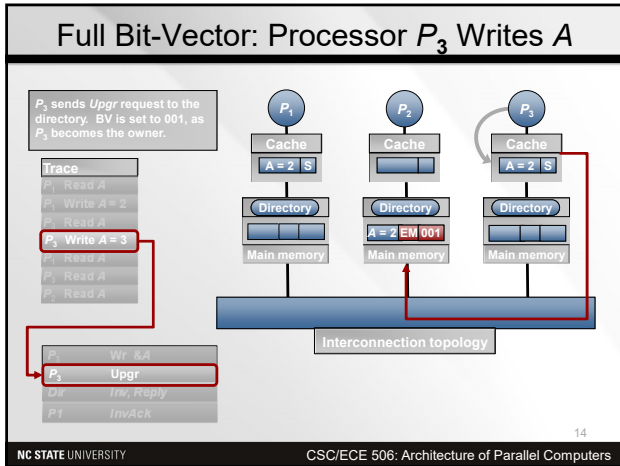 Full Bit-Vector: Processor P3 Writes A
P3 sends Upgr request to the
directory. BV is set to 001, as
P3 becomes the owner.
Trace
P1 Read A
P1 Write A = 2
P3 Read A
P3 Write A = 3
P1 Read A
P3 Read A
P2 Read A
P1 Wr &A
P3 Upgr
Dir Inv, Reply
P1 InvAck
P1
Cache
A = 2 S
Directory
Main memory
P2
Cache
Directory
A = 2 EM 001
Main memory
P3
Cache
A = 2 S
Directory
Main memory
Interconnection topology
14
NC STATE UNIVERSITY
CSC/ECE 506: Architecture of Parallel Computers